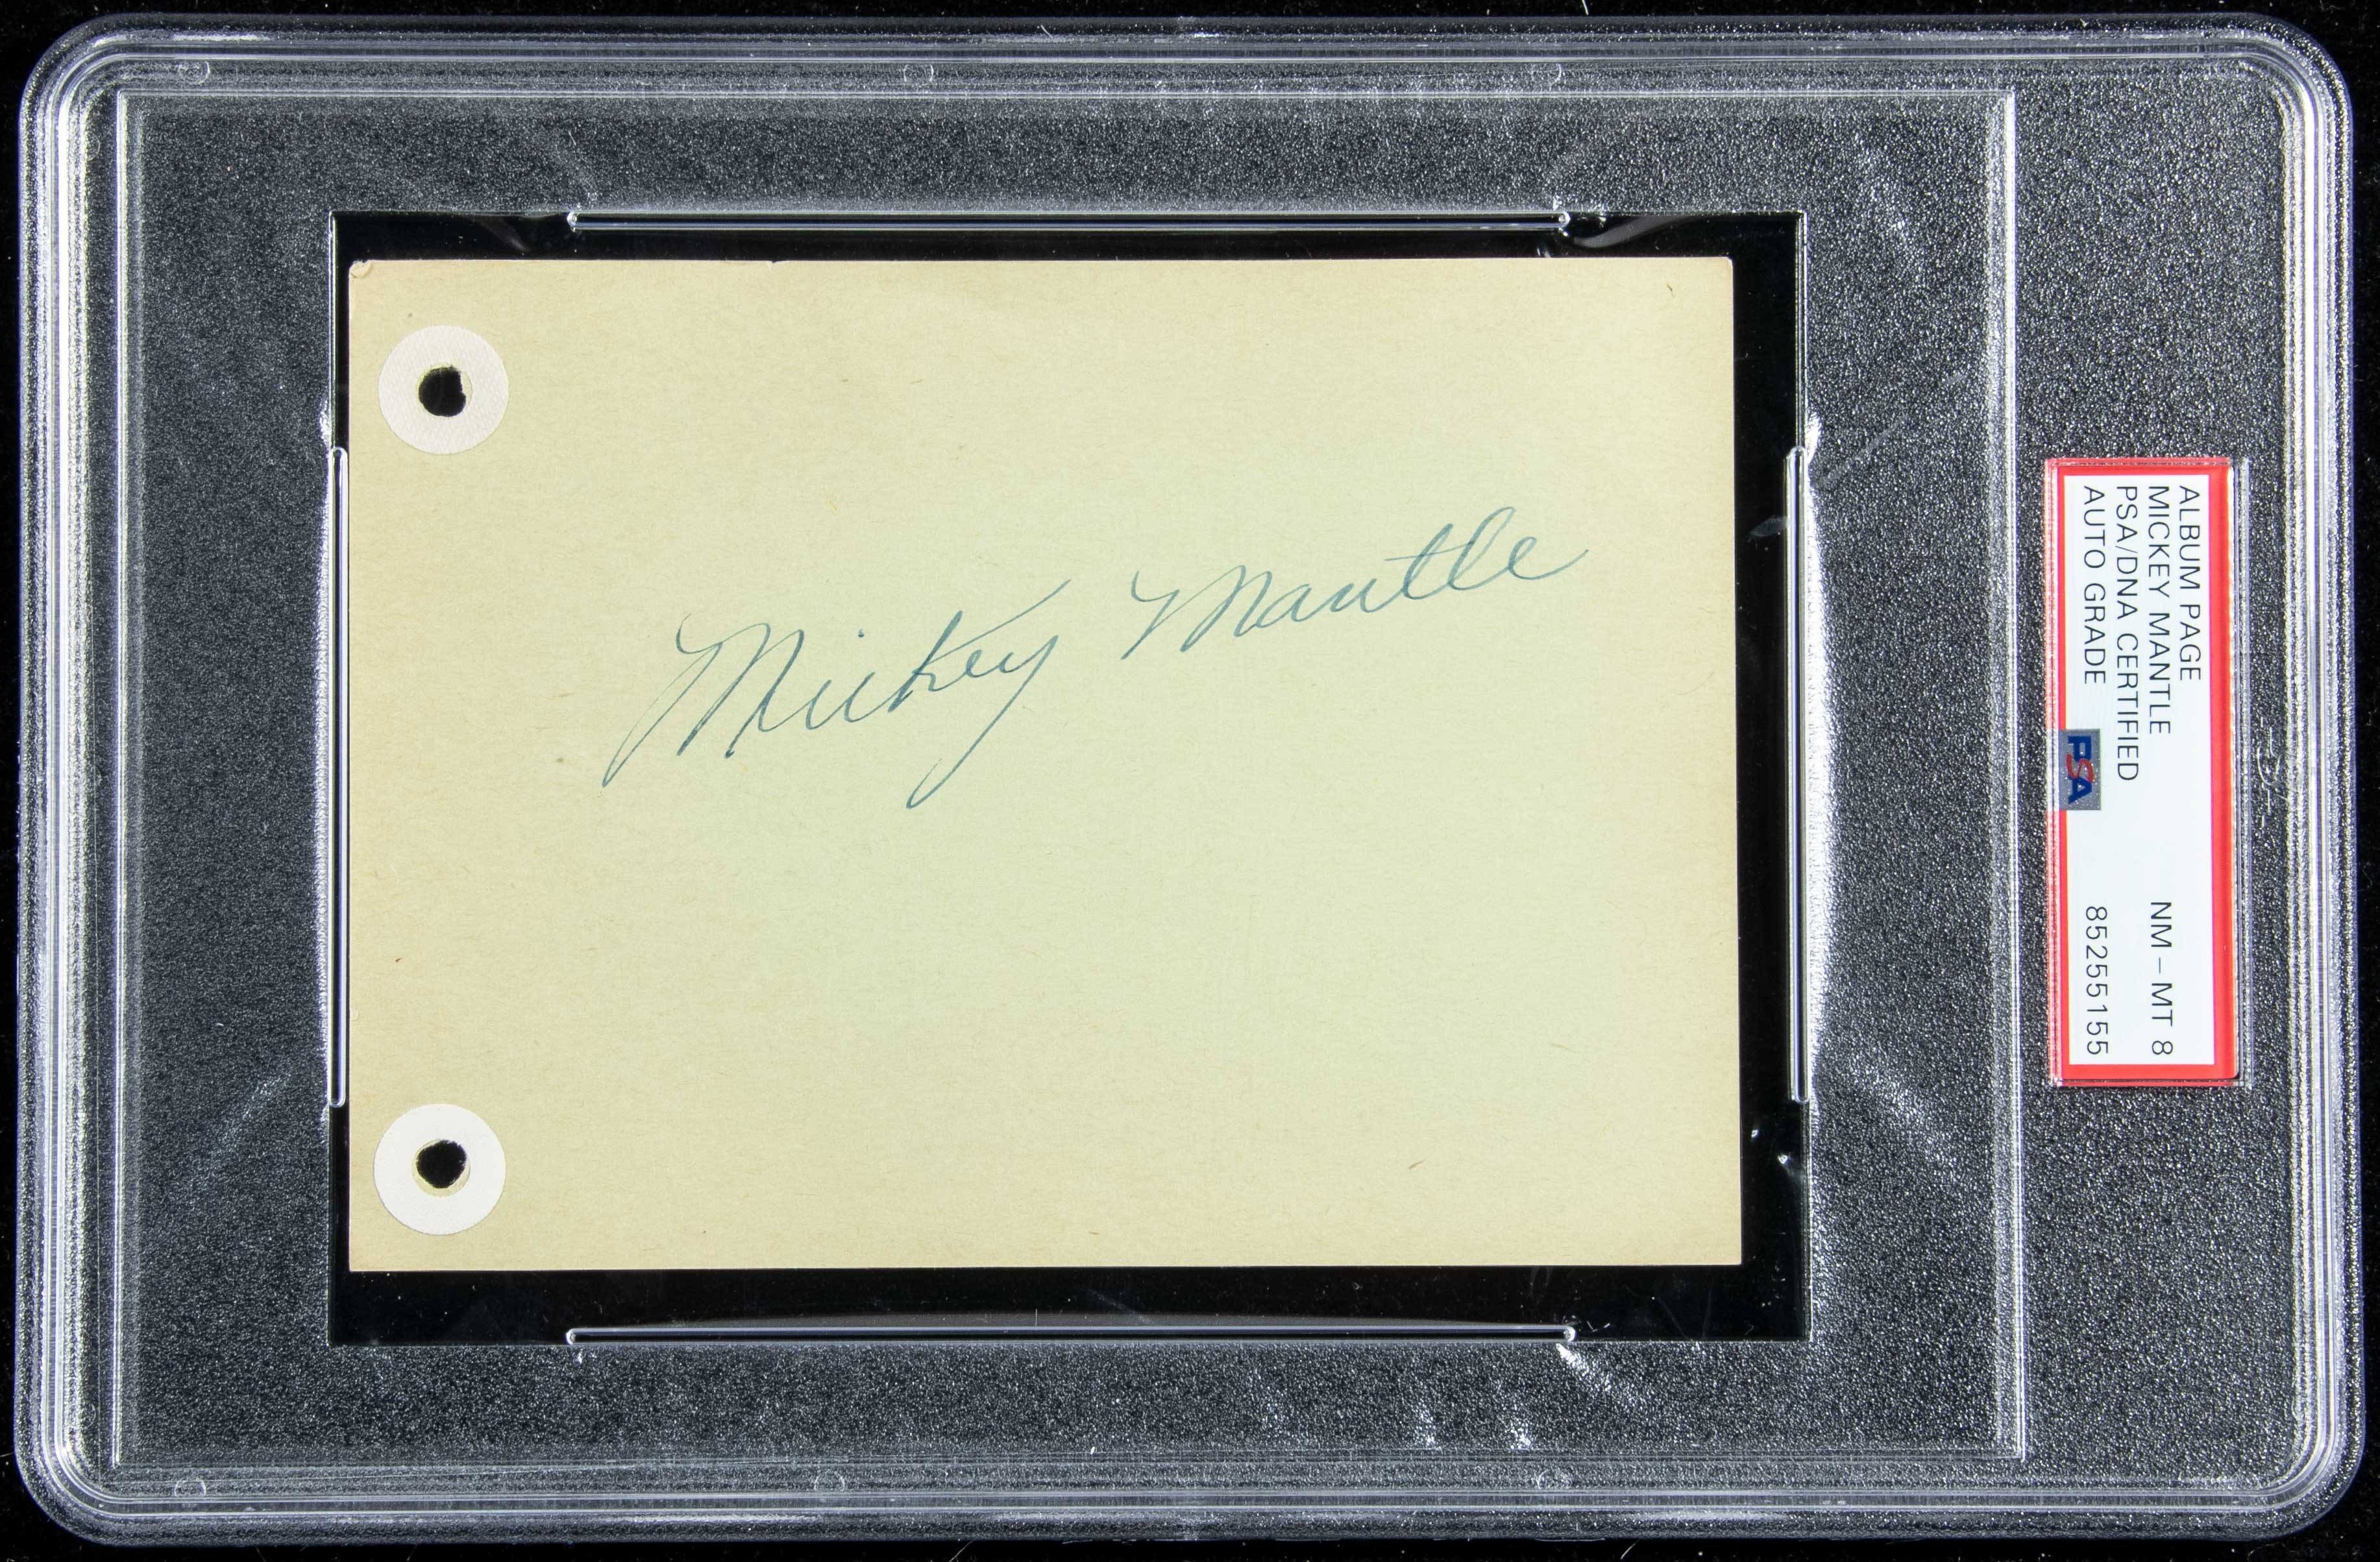 Mickey Mantle
ALBUM PAGE
MICKEY MANTLE NM-MT 8
PSA/DNA CERTIFIED
AUTO GRADE 85255155
PSA